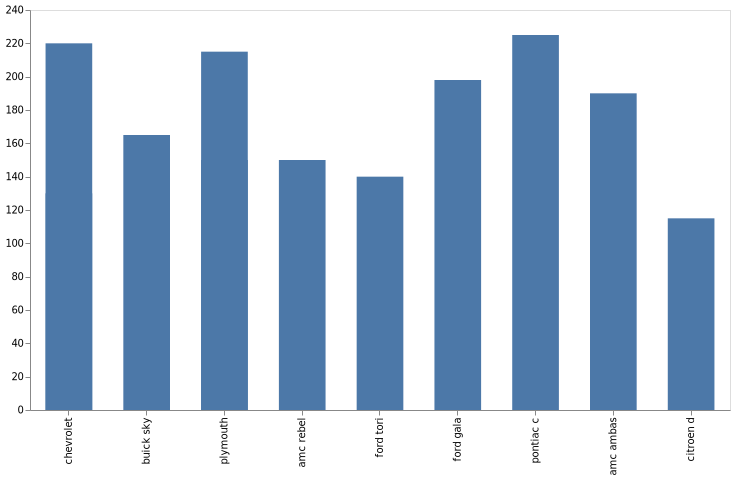 240
220
200
180
160
140
120
100
80
60
40
20
0
chevrolet
buick sky
plymouth
amc rebel
ford tori
ford gala
pontiac c
amc ambas
citroen d